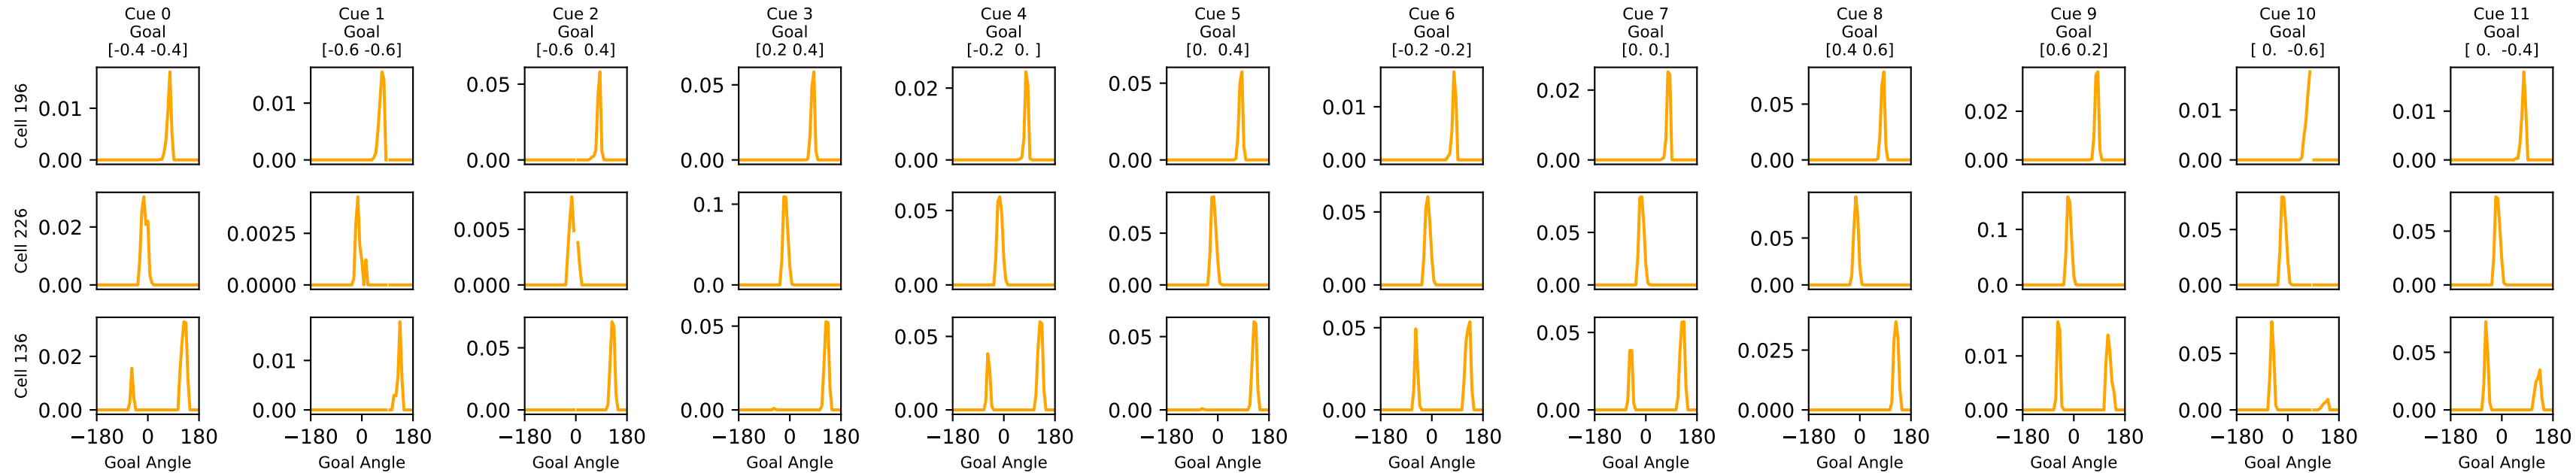 Cue 0 Cue 1 Cue 2 Cue 3 Cue 4 Cue 5 Cue 6 Cue 7 Cue 8 Cue 9 Cue 10 Cue 11
Goal Goal Goal Goal Goal Goal Goal Goal Goal Goal Goal Goal
[-0.4 -0.4] [-0.6 -0.6] [-0.6 0.4] [0.2 0.4] [-0.2 0. ] [0. 0.4] [-0.2 -0.2] [0. 0.] [0.4 0.6] [0.6 0.2] [ 0. -0.6] [ 0. -0.4]
Cell 196
0.01 0.01 0.05 0.05 0.02 0.05 0.01 0.02 0.05 0.02 0.01 0.01
0.00 0.00 0.00 0.00 0.00 0.00 0.00 0.00 0.00 0.00 0.00 0.00
Cell 226
0.02 0.0025 0.005 0.1 0.05 0.05 0.05 0.05 0.05 0.1 0.05 0.05
0.00 0.0000 0.000 0.0 0.00 0.00 0.00 0.00 0.00 0.0 0.00 0.00
Cell 136
0.02 0.01 0.05 0.05 0.05 0.05 0.05 0.05 0.025 0.01 0.05 0.05
0.00 0.00 0.00 0.00 0.00 0.00 0.00 0.00 0.000 0.00 0.00 0.00
−180 0 180 −180 0 180 −180 0 180 −180 0 180 −180 0 180 −180 0 180 −180 0 180 −180 0 180 −180 0 180 −180 0 180 −180 0 180 −180 0 180
Goal Angle Goal Angle Goal Angle Goal Angle Goal Angle Goal Angle Goal Angle Goal Angle Goal Angle Goal Angle Goal Angle Goal Angle